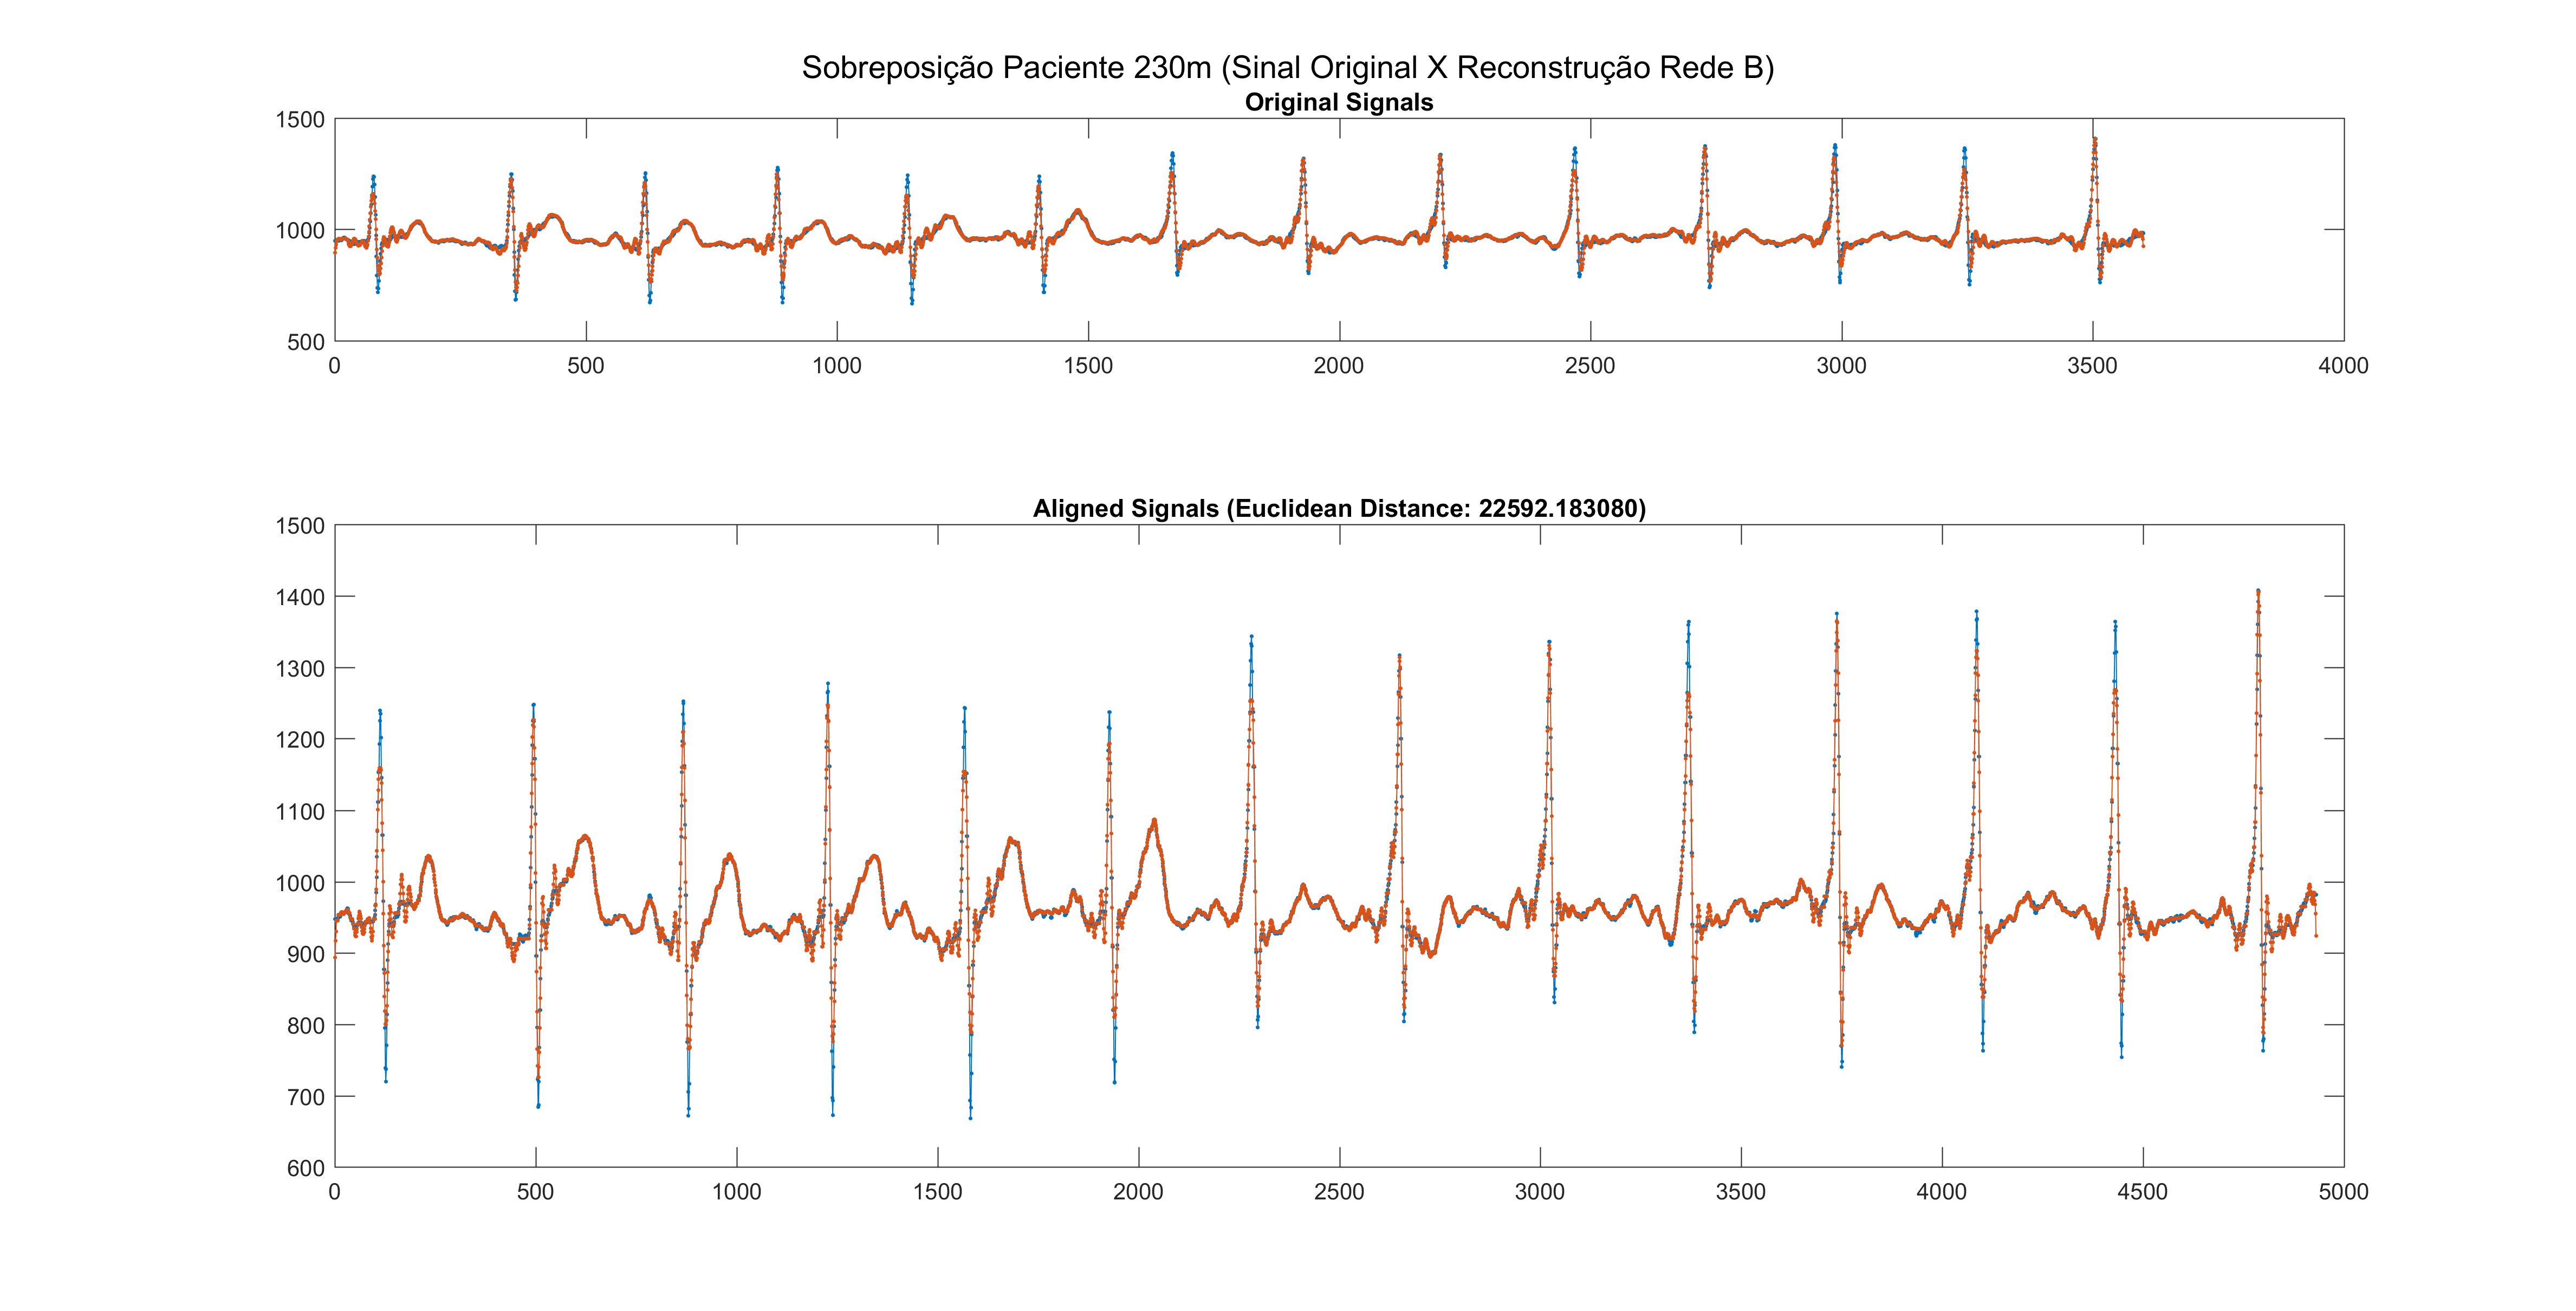 Sobreposição Paciente 230m (Sinal Original X Reconstrução Rede B)
Original Signals
1500
1000
500
0 500 1000 1500 2000 2500 3000 3500 4000
Aligned Signals (Euclidean Distance: 22592.183080)
1500
1400
1300
1200
1100
1000
900
800
700
600
0 500 1000 1500 2000 2500 3000 3500 4000 4500 5000